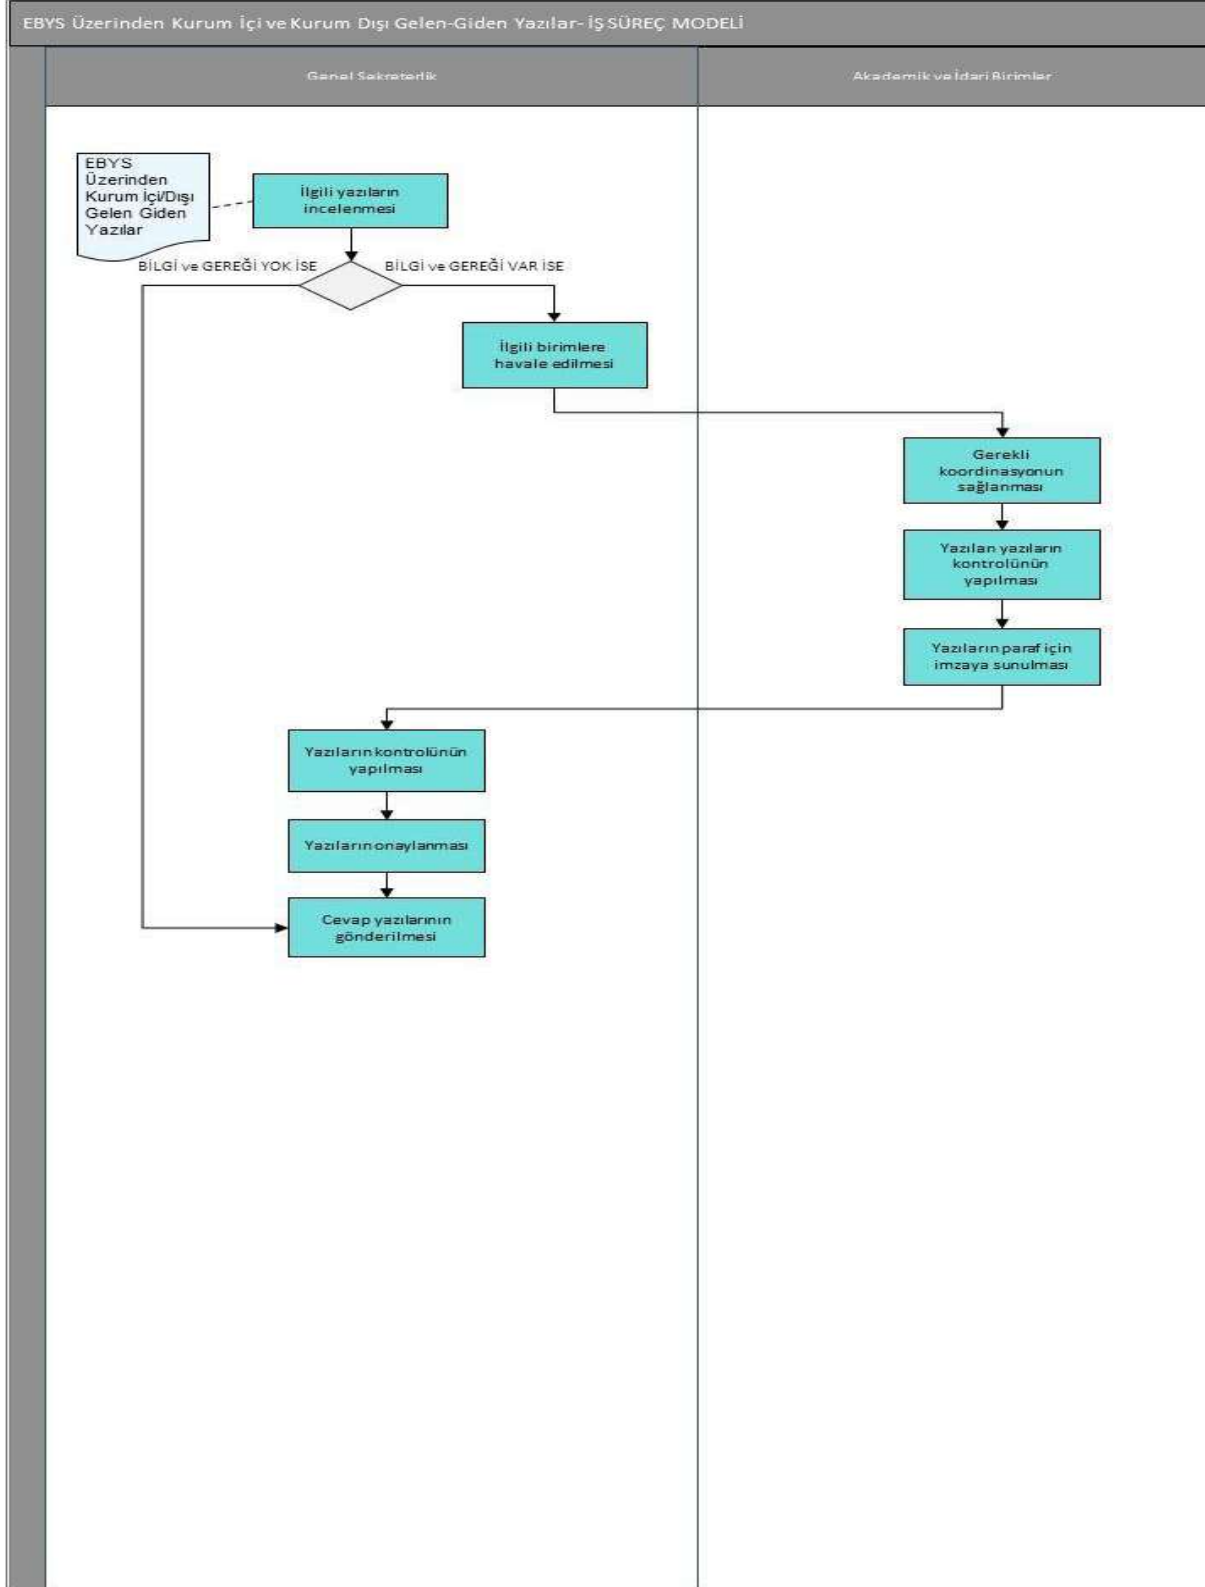 EBYS Üzerinden Kurum İçi ve Kurum Dışı Gelen-Giden Yazılar- İŞ SÜREÇ MODELİ
Genel Sekreterlik
Akademik ve İdari Birimler
EBYS
Üzerinden
Kurum İçi/Dışı
Gelen Giden
Yazılar
İlgili yazıların
incelenmesi
BİLGİ ve GEREĞİ YOK İSE
BİLGİ ve GEREĞİ VAR İSE
İlgili birimlere
havale edilmesi
Gerekli
koordinasyonun
sağlanması
Yazılan yazıların
kontrolünün
yapılması
Yazıların paraf için
imzaya sunulması
Yazıların kontrolünün
yapılması
Yazıların onaylanması
Cevap yazılarının
gönderilmesi